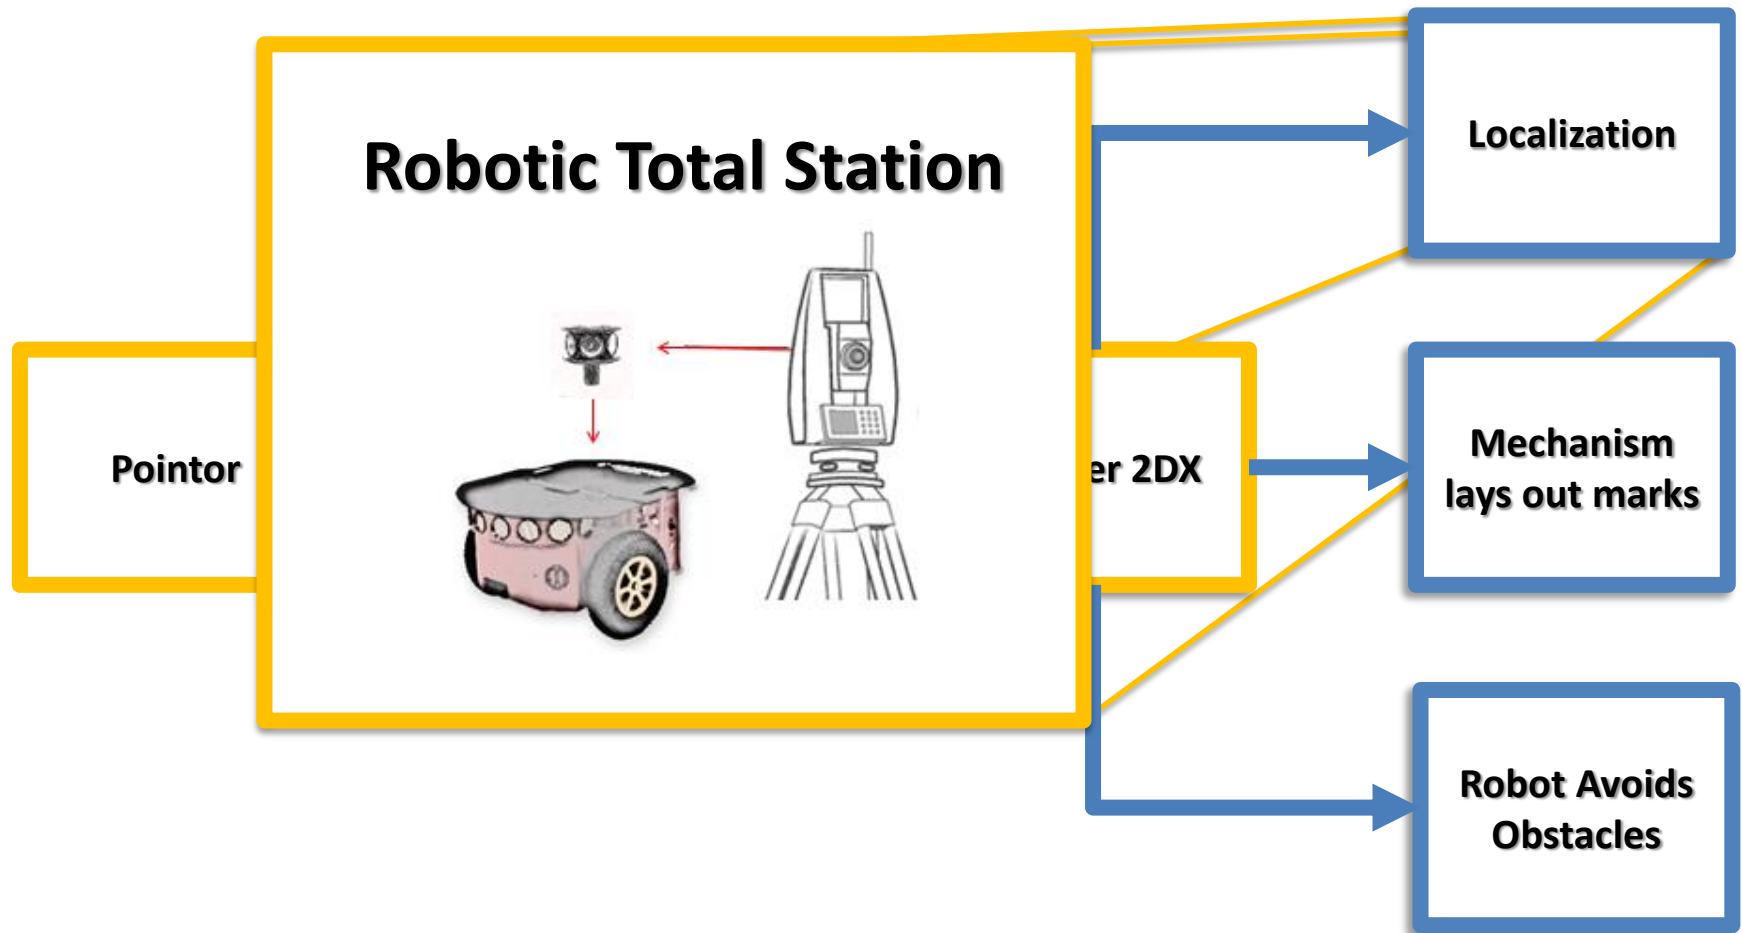 Robotic Total Station
Localization
Pointor
er 2DX
Mechanism
lays out marks
Robot Avoids
Obstacles